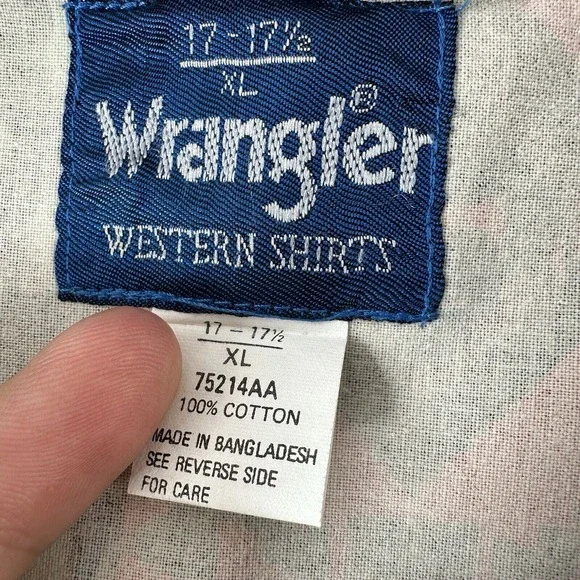 17 - 17½
XL
Wrangler®
WESTERN SHIRTS
17 - 17½
XL
75214AA
100% COTTON
MADE IN BANGLADESH
SEE REVERSE SIDE
FOR CARE